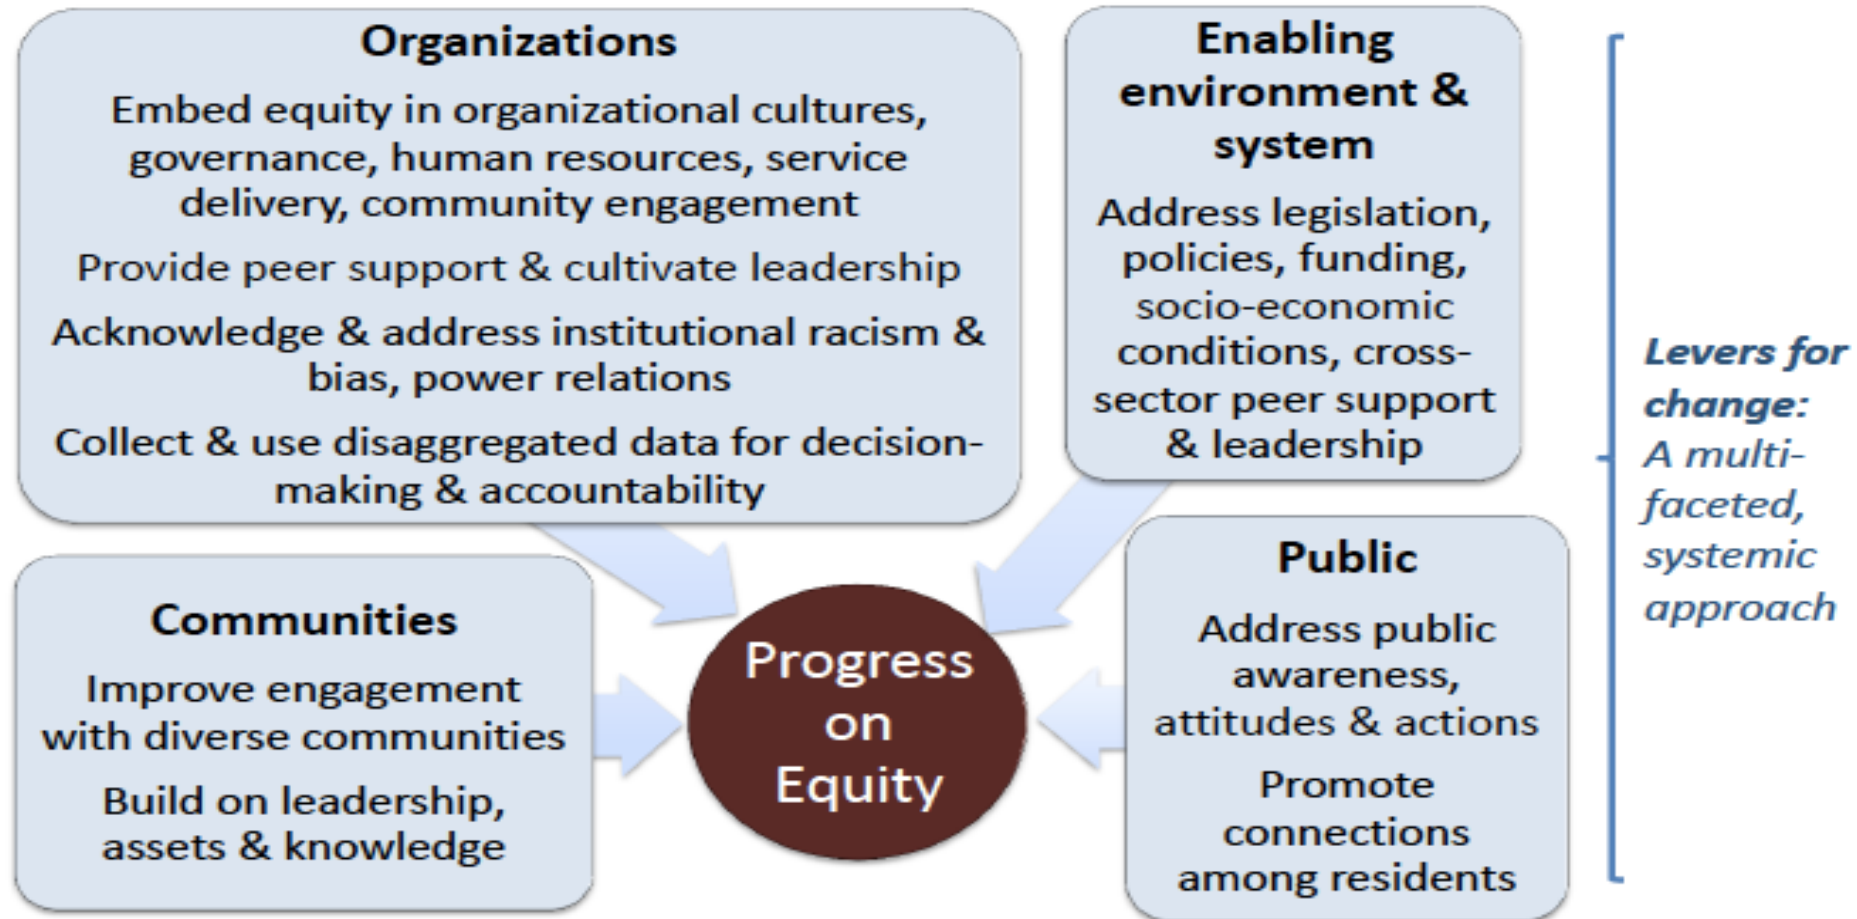 Organizations
Embed equity in organizational cultures,
governance, human resources, service
delivery, community engagement
Provide peer support & cultivate leadership
Acknowledge & address institutional racism &
bias, power relations
Collect & use disaggregated data for decision-
making & accountability
Enabling
environment &
system
Address legislation,
policies, funding,
socio-economic
conditions, cross-
sector peer support
& leadership
Communities
Improve engagement
with diverse communities
Build on leadership,
assets & knowledge
Progress
on
Equity
Public
Address public
awareness,
attitudes & actions
Promote
connections
among residents
Levers for
change:
A multi-
faceted,
systemic
approach